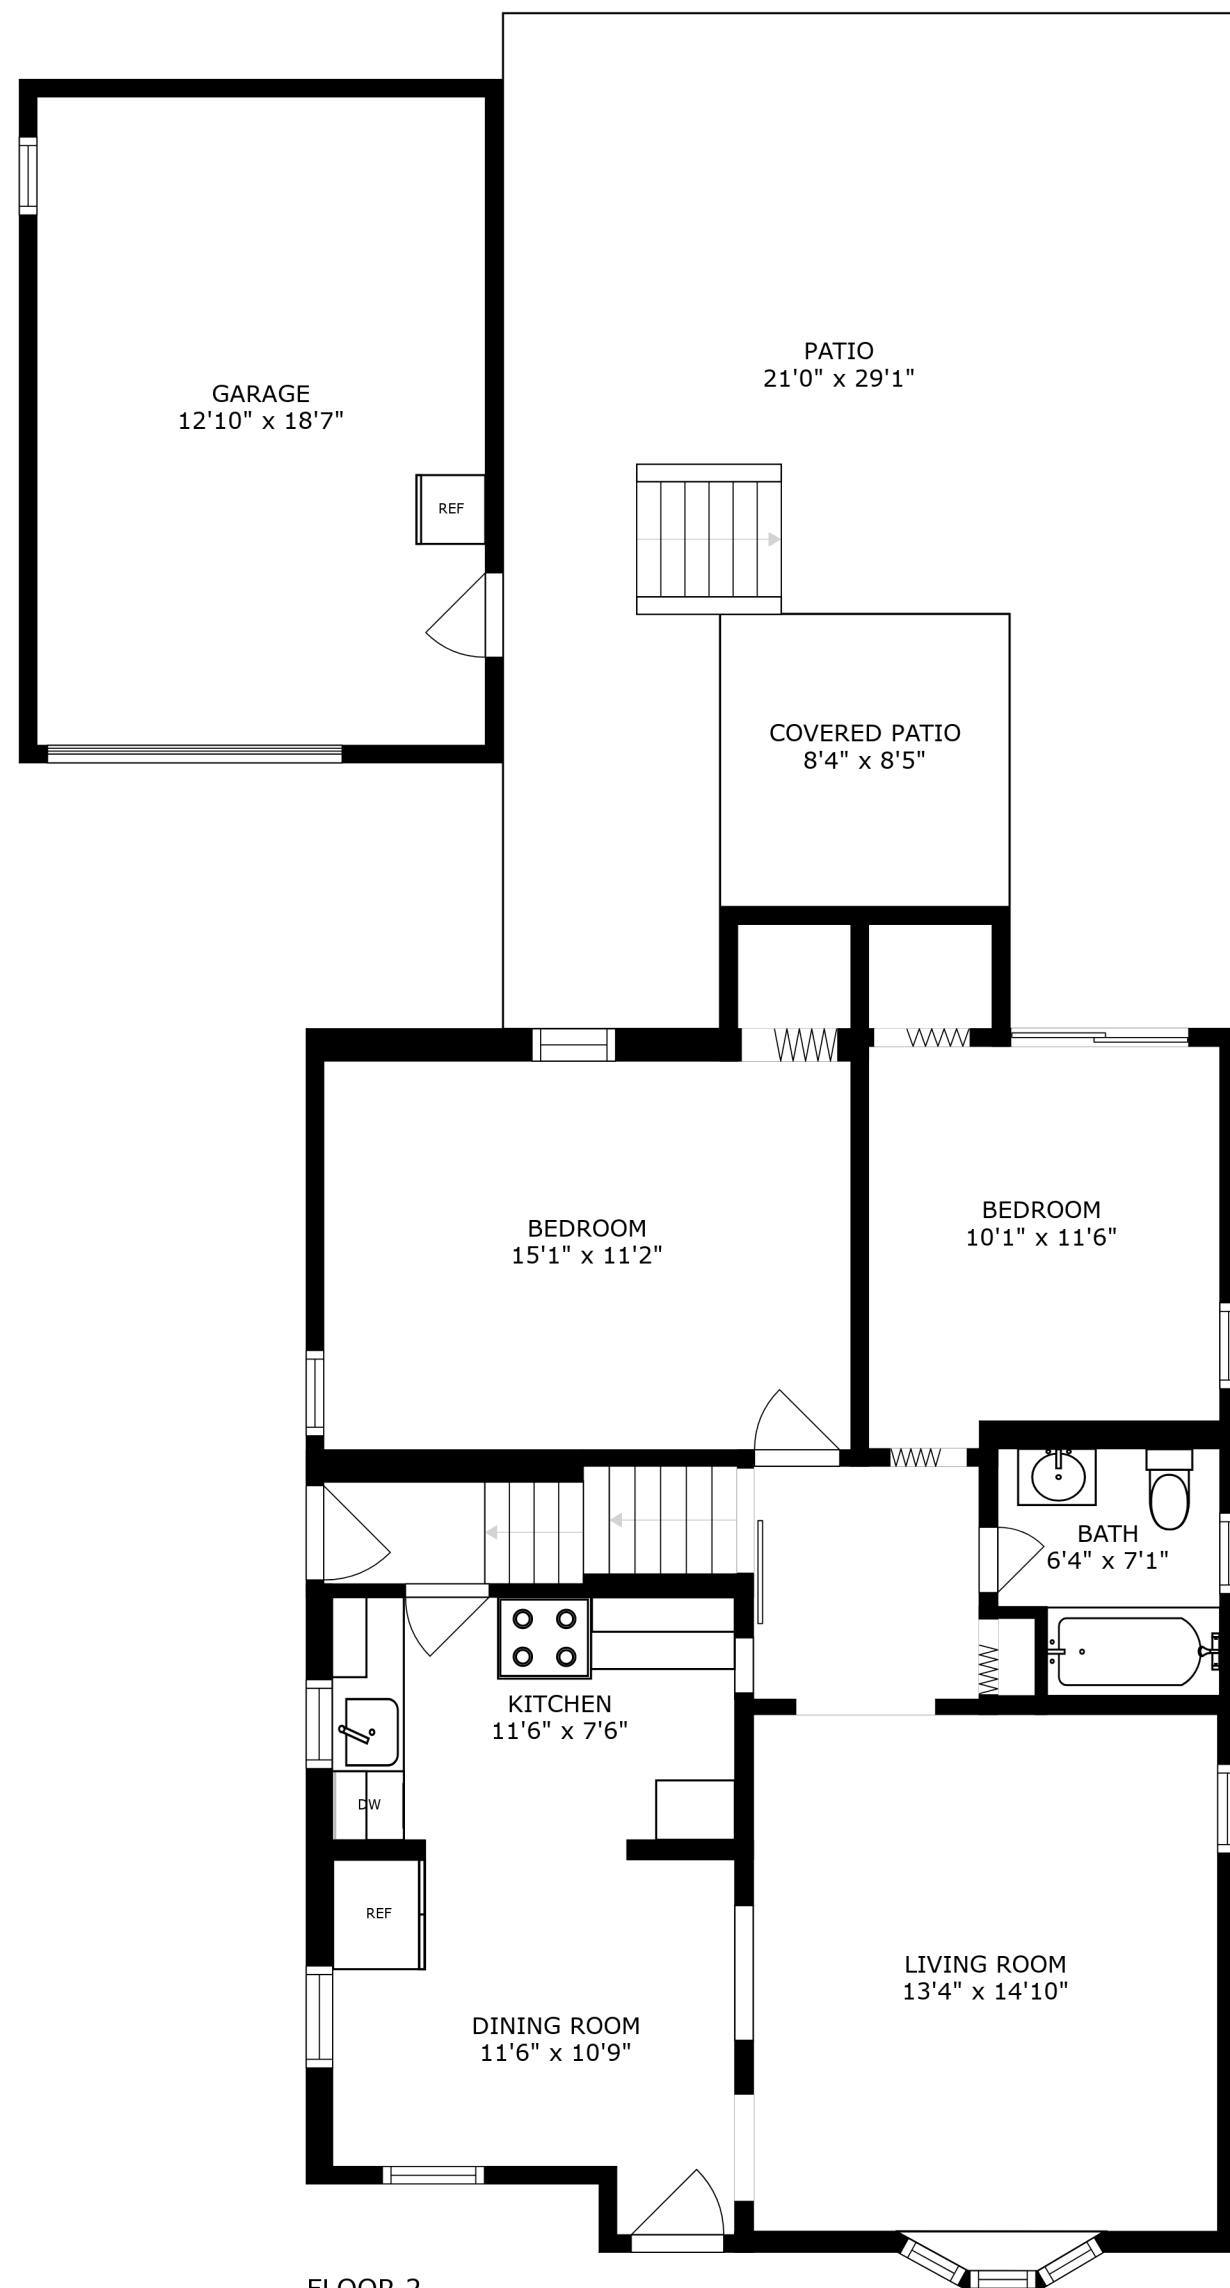 PATIO
21'0" x 29'1"
GARAGE
12'10" x 18'7"
REF
COVERED PATIO
8'4" x 8'5"
BEDROOM
15'1" x 11'2"
BEDROOM
10'1" x 11'6"
BATH
6'4" x 7'1"
KITCHEN
11'6" x 7'6"
DW
REF
LIVING ROOM
13'4" x 14'10"
DINING ROOM
11'6" x 10'9"
FLOOR 2